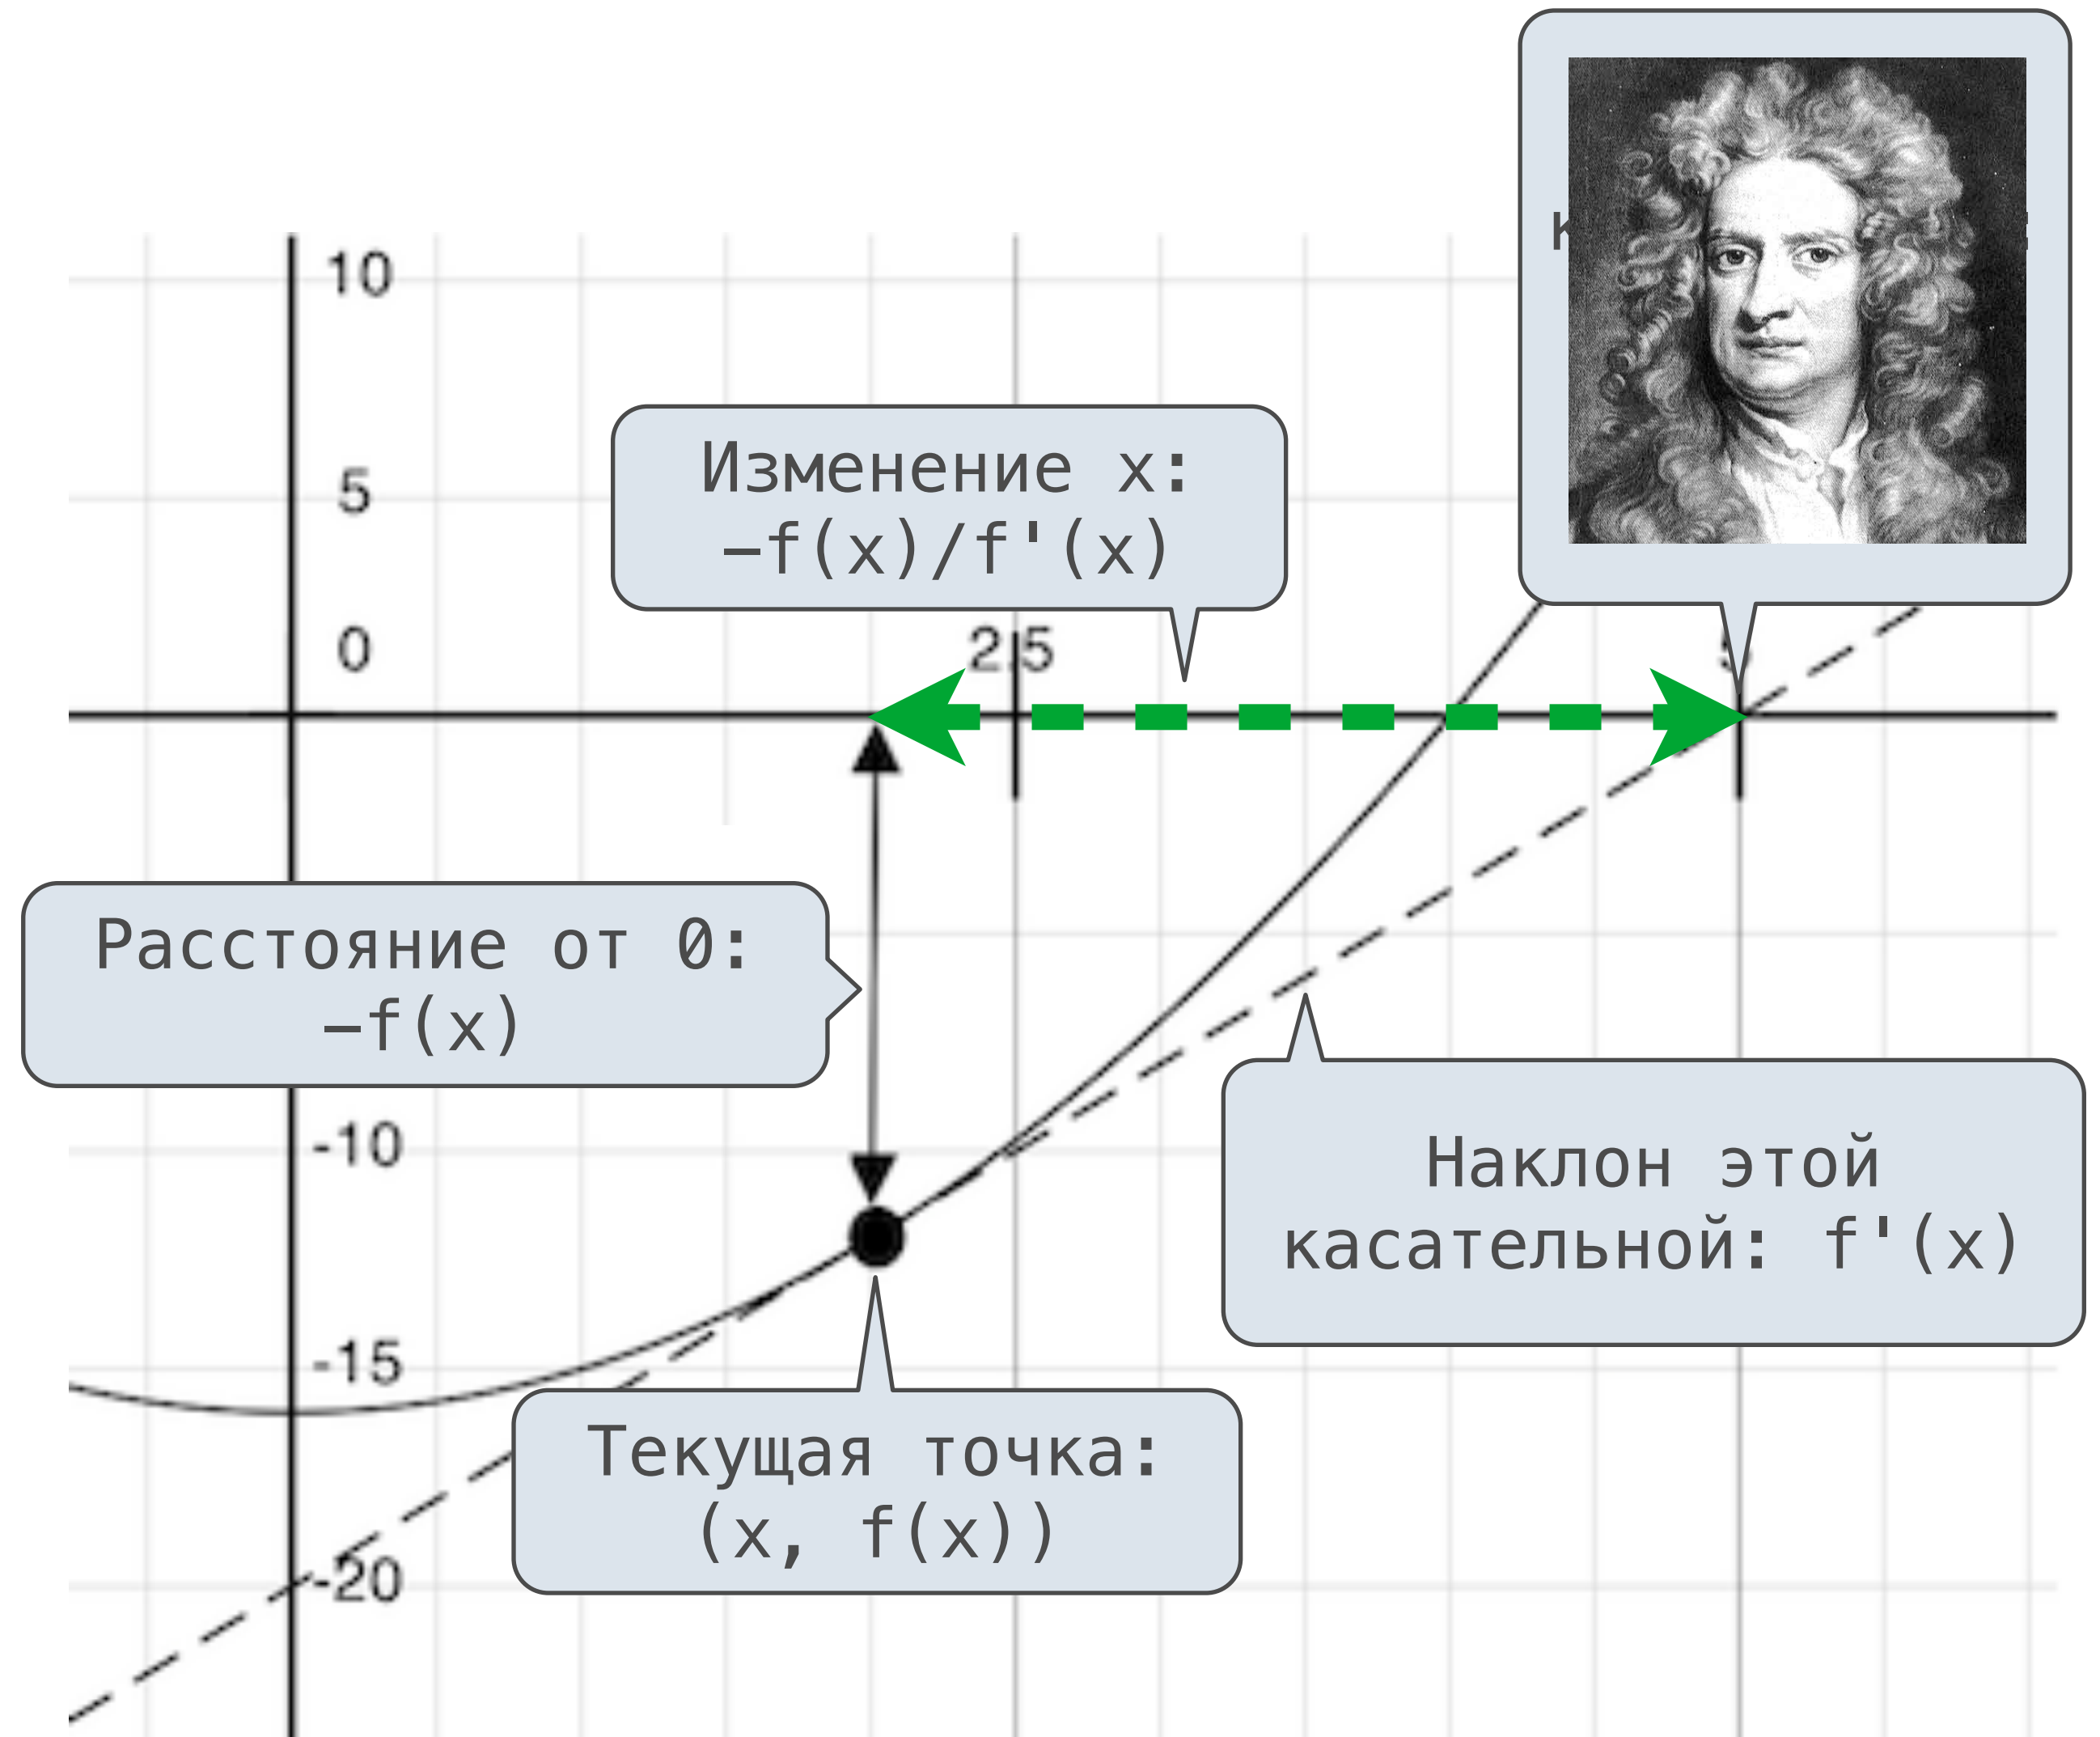 10
Изменение x:
−f(x)/f'(x)
5
0
2.5
Расстояние от 0:
−f(x)
-10
Наклон этой
касательной: f'(x)
-15
Текущая точка:
(x, f(x))
-20